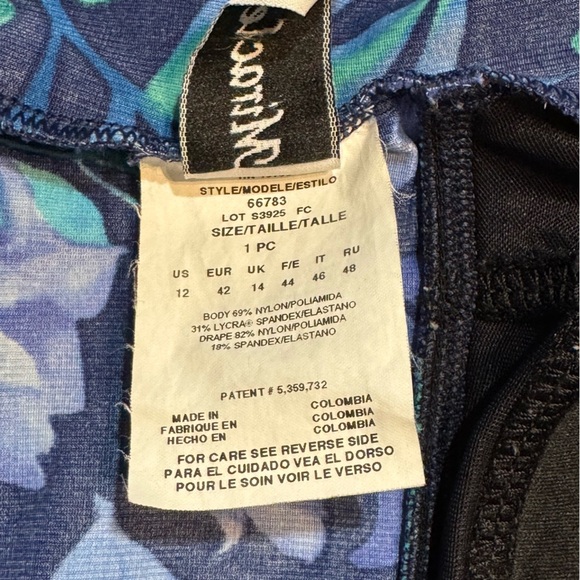 Miraclesuit
STYLE/MODELE/ESTILO
66783
LOT S3925 FC
SIZE/TAILLE/TALLE
1 PC
US EUR UK F/E IT RU
12 42 14 44 46 48
BODY 69% NYLON/POLIAMIDA
31% LYCRA® SPANDEX/ELASTANO
DRAPE 82% NYLON/POLIAMIDA
18% SPANDEX/ELASTANO
PATENT # 5,359,732
MADE IN COLOMBIA
FABRIQUE EN COLOMBIA
HECHO EN COLOMBIA
FOR CARE SEE REVERSE SIDE
PARA EL CUIDADO VEA EL DORSO
POUR LE SOIN VOIR LE VERSO